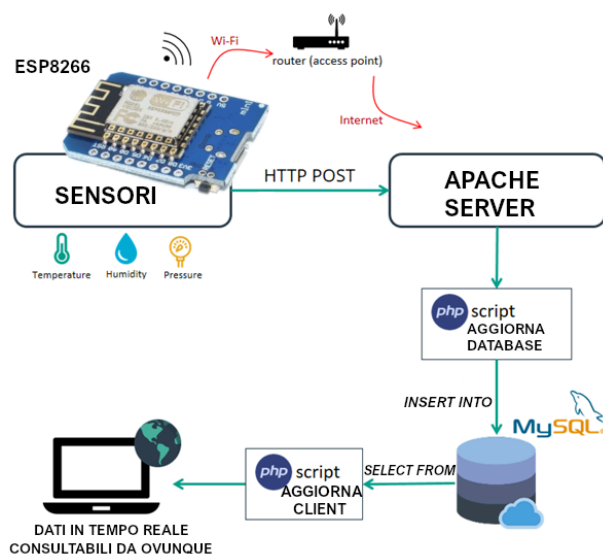 Wi-Fi
router (access point)
ESP8266
Internet
SENSORI
HTTP POST
APACHE
SERVER
Temperature
Humidity
Pressure
php script
AGGIORNA
DATABASE
INSERT INTO
MySQL
SELECT FROM
php script
AGGIORNA
CLIENT
DATI IN TEMPO REALE
CONSULTABILI DA OVUNQUE